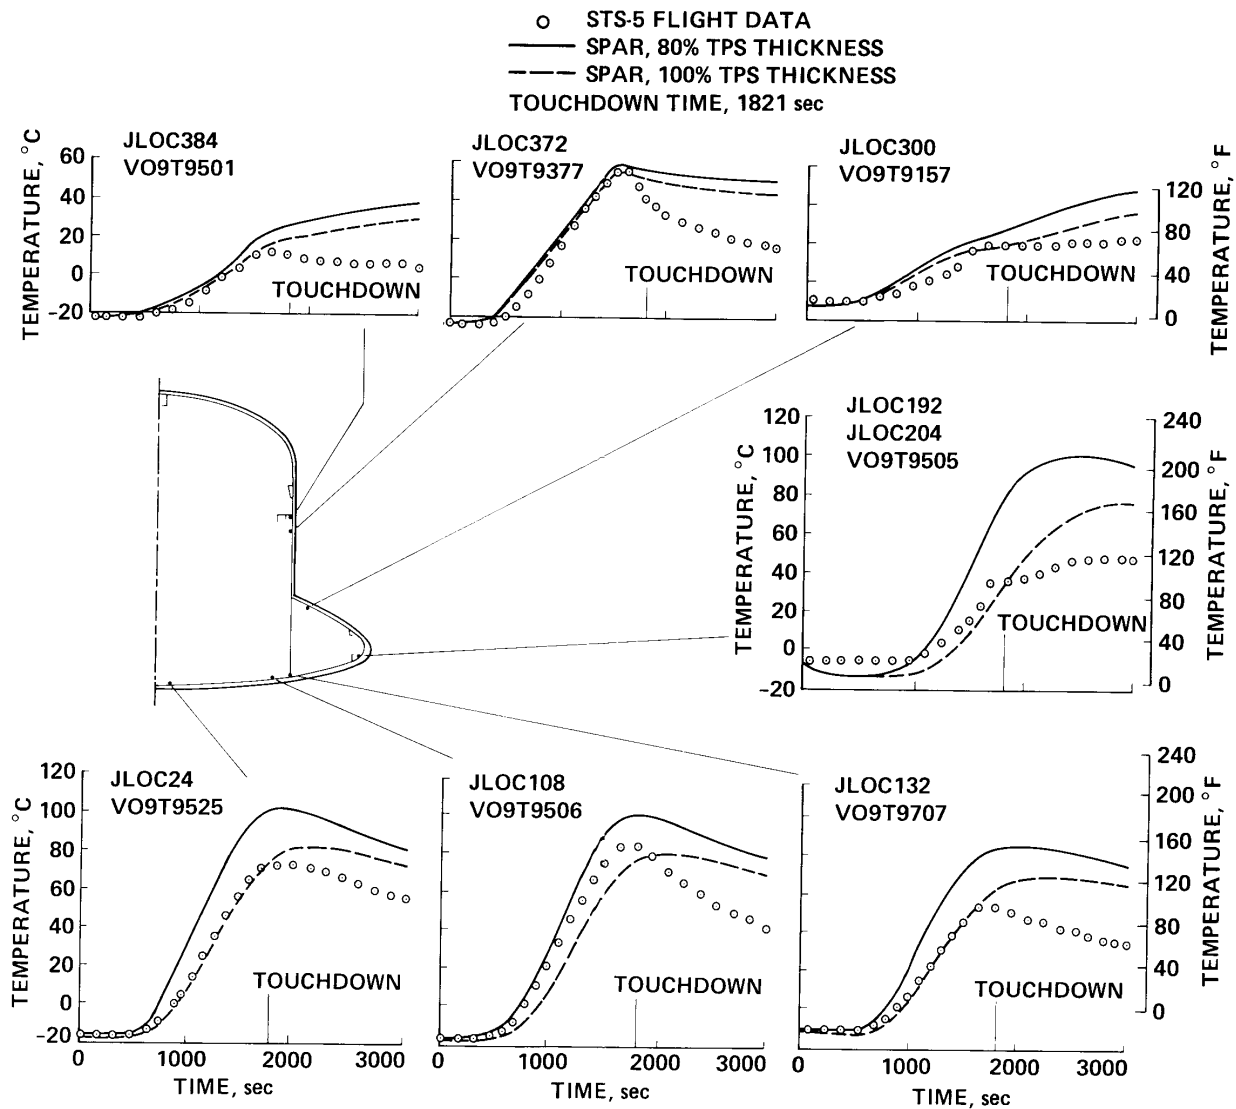 STS-5 FLIGHT DATA
SPAR, 80% TPS THICKNESS
SPAR, 100% TPS THICKNESS
TOUCHDOWN TIME, 1821 sec
TEMPERATURE, °C
60
40
20
0
−20
JLOC384
VO9T9501
TOUCHDOWN
JLOC372
VO9T9377
TOUCHDOWN
JLOC300
VO9T9157
TOUCHDOWN
120
80
40
0
TEMPERATURE, °F
TEMPERATURE, °C
120
100
80
60
40
20
0
−20
JLOC192
JLOC204
VO9T9505
TOUCHDOWN
240
200
160
120
80
40
0
TEMPERATURE, °F
TEMPERATURE, °C
120
100
80
60
40
20
0
−20
JLOC24
VO9T9525
TOUCHDOWN
0 1000 2000 3000
TIME, sec
JLOC108
VO9T9506
TOUCHDOWN
0 1000 2000 3000
TIME, sec
JLOC132
VO9T9707
TOUCHDOWN
0 1000 2000 3000
TIME, sec
240
200
160
120
80
40
0
TEMPERATURE, °F